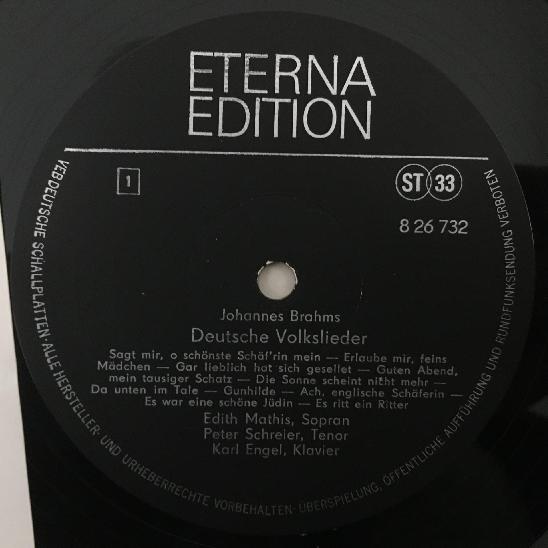 ETERNA
EDITION
1
ST 33
8 26 732
Johannes Brahms
Deutsche Volkslieder
Sagt mir, o schönste Schäf'rin mein — Erlaube mir, feins
Mädchen — Gar lieblich hat sich gesellet — Guten Abend,
mein tausiger Schatz — Die Sonne scheint nicht mehr —
Da unten im Tale — Gunhilde — Ach, englische Schäferin —
Es war eine schöne Jüdin — Es ritt ein Ritter
Edith Mathis, Sopran
Peter Schreier, Tenor
Karl Engel, Klavier
VEB DEUTSCHE SCHALLPLATTEN · ALLE HERSTELLER- UND URHEBERRECHTE VORBEHALTEN · ÜBERSPIELUNG, ÖFFENTLICHE AUFFÜHRUNG UND RUNDFUNKSENDUNG VERBOTEN